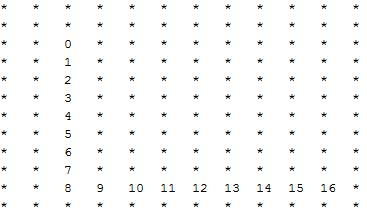 * * * * * * * * * * * *
* * * * * * * * * * * *
* * 0 * * * * * * * * *
* * 1 * * * * * * * * *
* * 2 * * * * * * * * *
* * 3 * * * * * * * * *
* * 4 * * * * * * * * *
* * 5 * * * * * * * * *
* * 6 * * * * * * * * *
* * 7 * * * * * * * * *
* * 8 9 10 11 12 13 14 15 16 *
* * * * * * * * * * * *